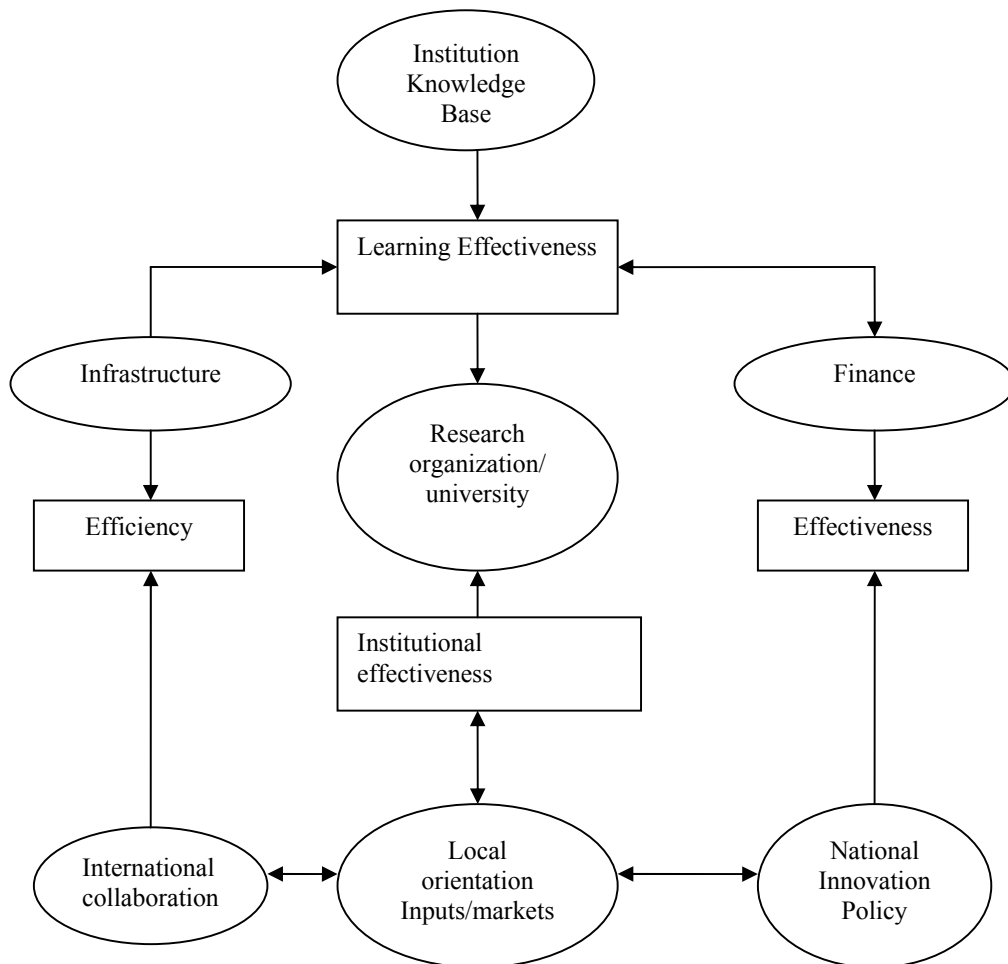 Institution
Knowledge
Base
Learning Effectiveness
Infrastructure
Finance
Research
organization/
university
Efficiency
Effectiveness
Institutional
effectiveness
International
collaboration
Local
orientation
Inputs/markets
National
Innovation
Policy